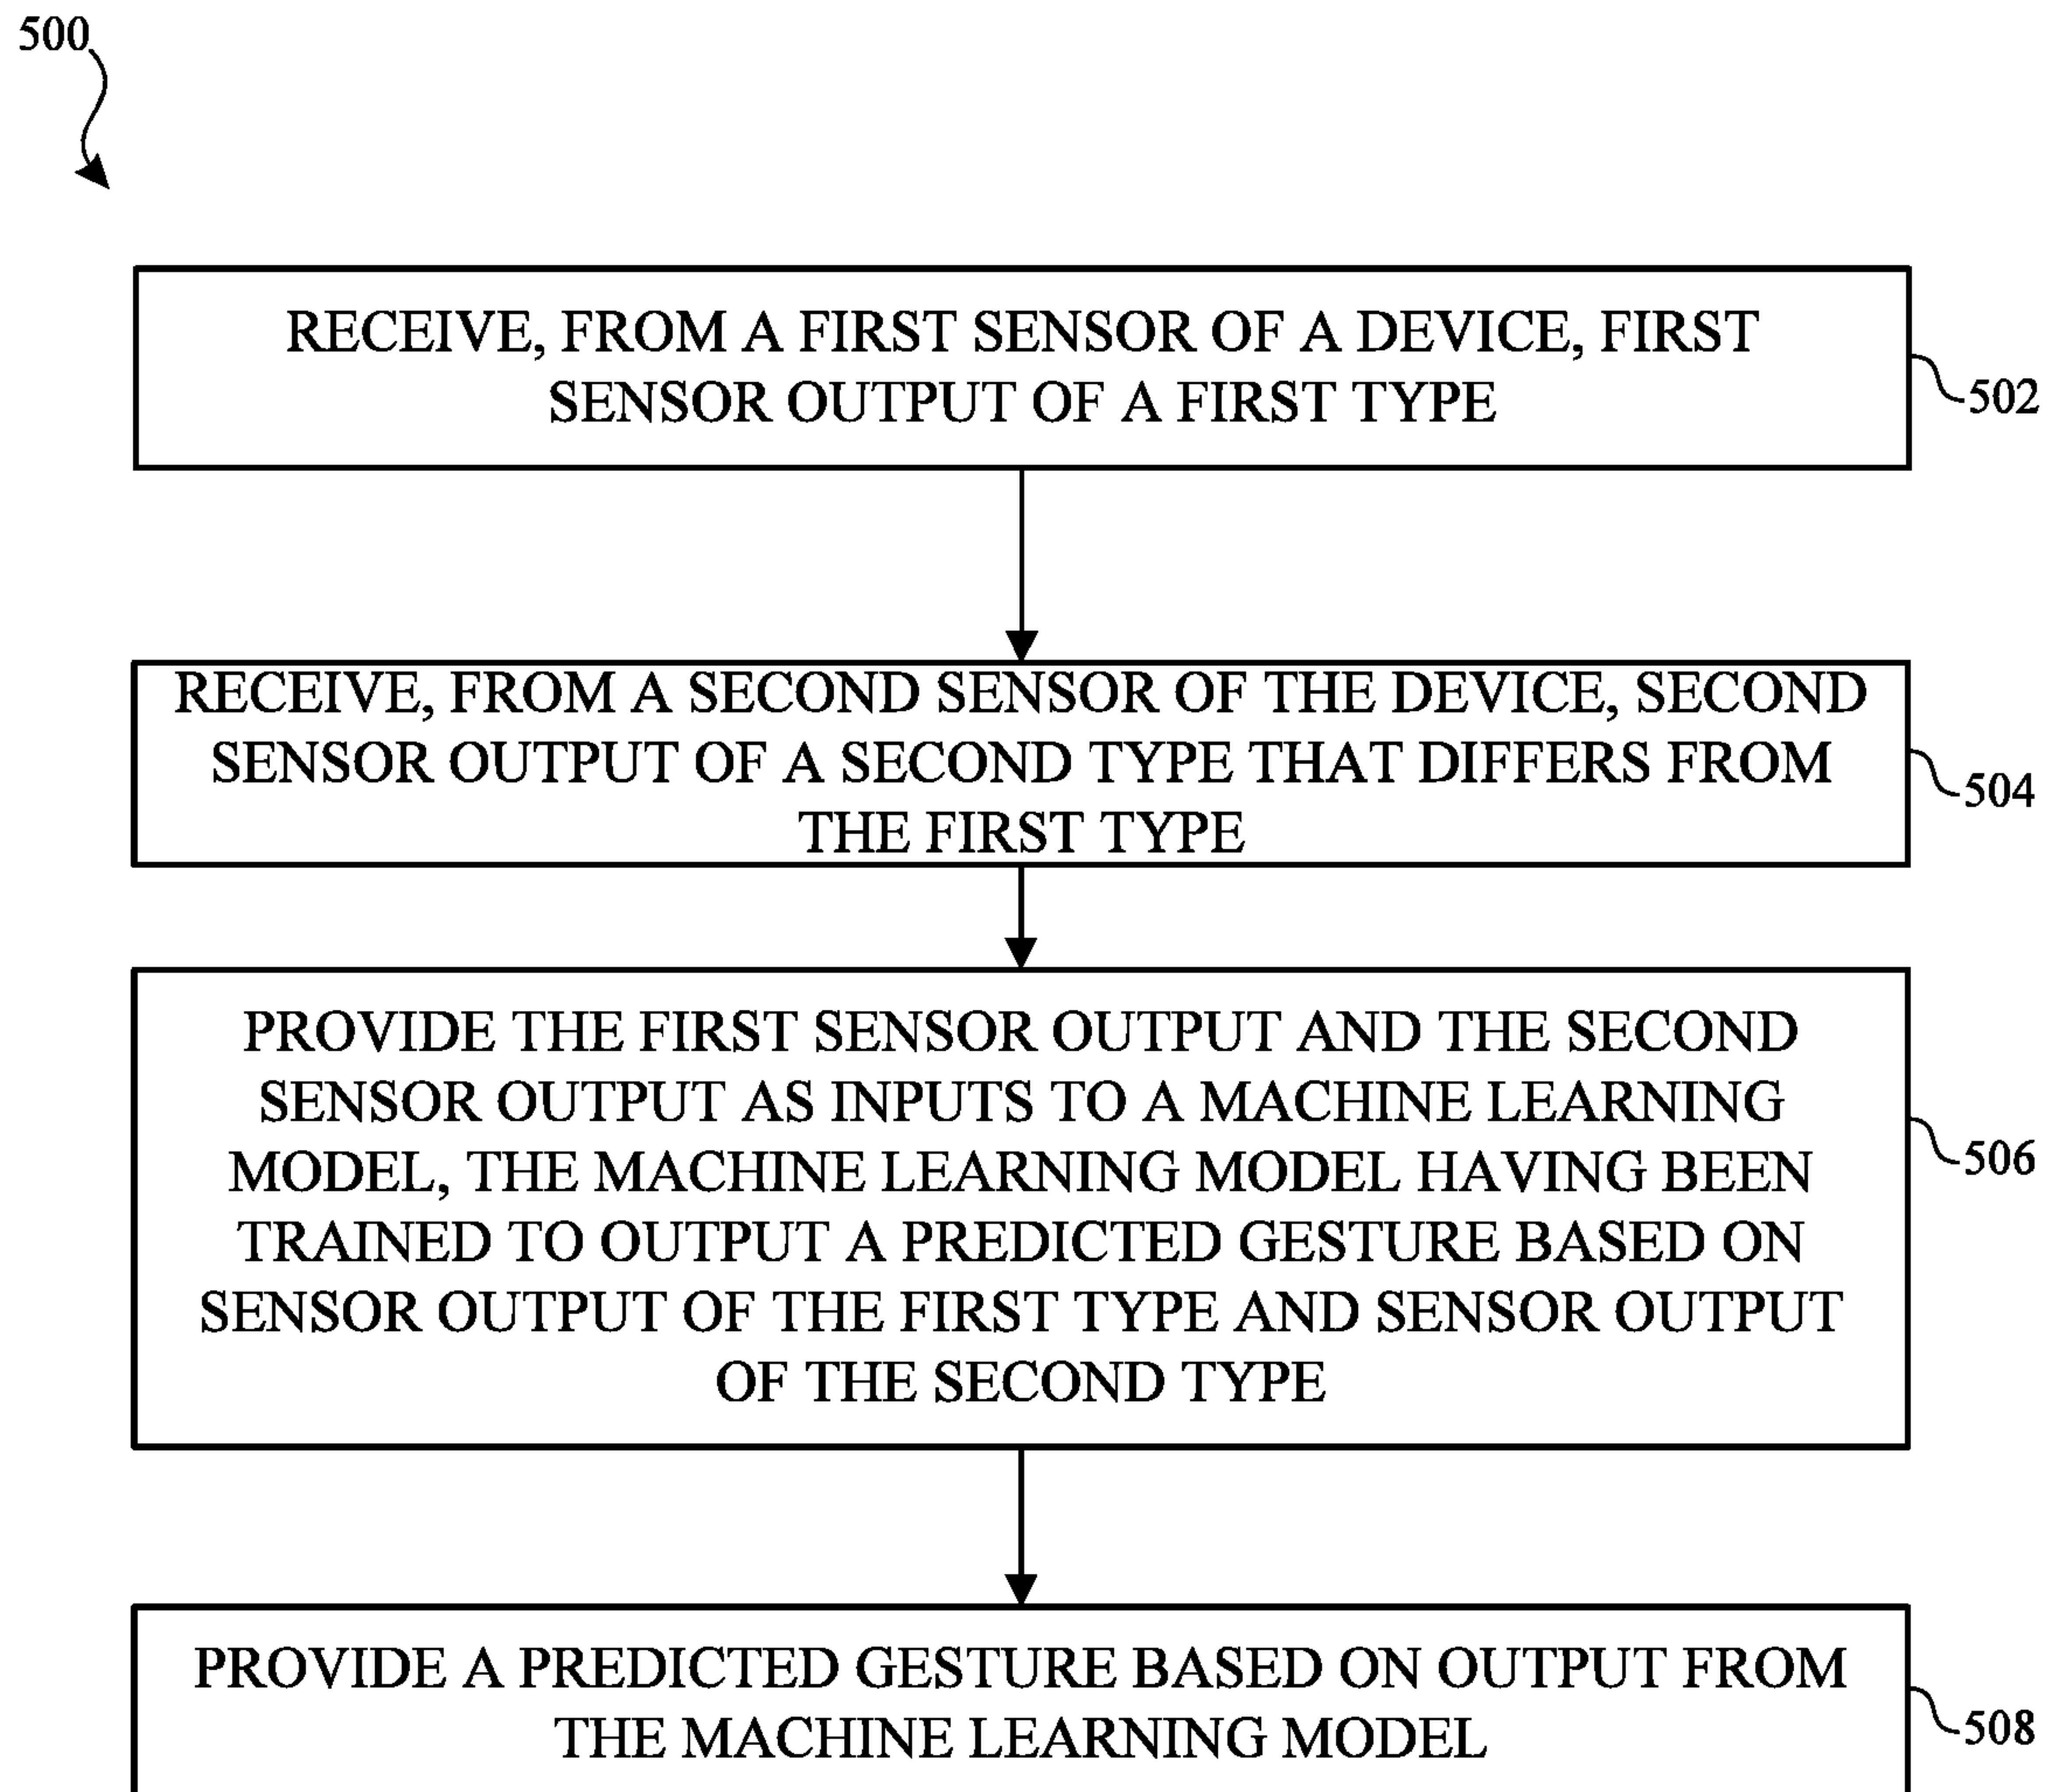 500
RECEIVE, FROM A FIRST SENSOR OF A DEVICE, FIRST
SENSOR OUTPUT OF A FIRST TYPE
502
RECEIVE, FROM A SECOND SENSOR OF THE DEVICE, SECOND
SENSOR OUTPUT OF A SECOND TYPE THAT DIFFERS FROM
THE FIRST TYPE
504
PROVIDE THE FIRST SENSOR OUTPUT AND THE SECOND
SENSOR OUTPUT AS INPUTS TO A MACHINE LEARNING
MODEL, THE MACHINE LEARNING MODEL HAVING BEEN
TRAINED TO OUTPUT A PREDICTED GESTURE BASED ON
SENSOR OUTPUT OF THE FIRST TYPE AND SENSOR OUTPUT
OF THE SECOND TYPE
506
PROVIDE A PREDICTED GESTURE BASED ON OUTPUT FROM
THE MACHINE LEARNING MODEL
508